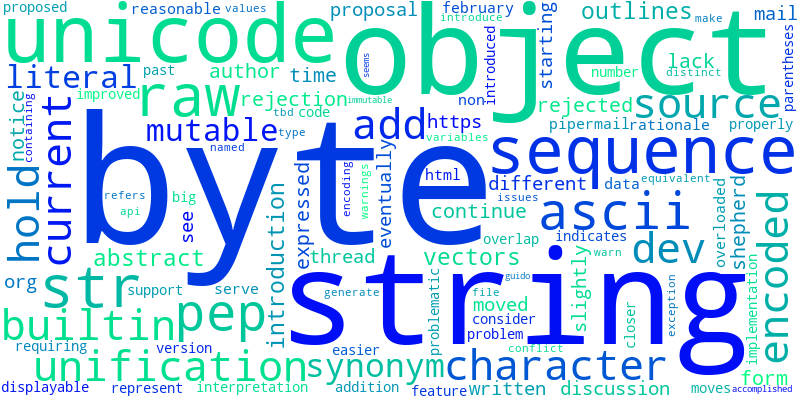 proposed
reasonable
values
proposal
february
introduce
outlines
make
mail
unicode
object
introduced
starting
parentheses
literal
past
author
time
seems
number
lack
distinct
notice
containing
improved
raw
rejection
immutable
rejected
source
tbd
code
mutable
type
add
https
non
pipermail
rationale
properly
variables
named
current
hold
byte
eventually
sequence
html
different
data
equivalent
refers
api
big
see
encoding
warnings
issues
expressed
introduction
continue
ascii
overloaded
shepherd
encoded
abstract
thread
vectors
overlap
indicates
warn
dev
org
str
support
serve
generate
guido
file
string
slightly
closer
exception
implementation
builtin
pep
problematic
moved
consider
problem
requiring
version
easier
conflict
unification
synonym
character
form
displayable
represent
interpretation
addition
feature
written
discussion
moves
accomplished